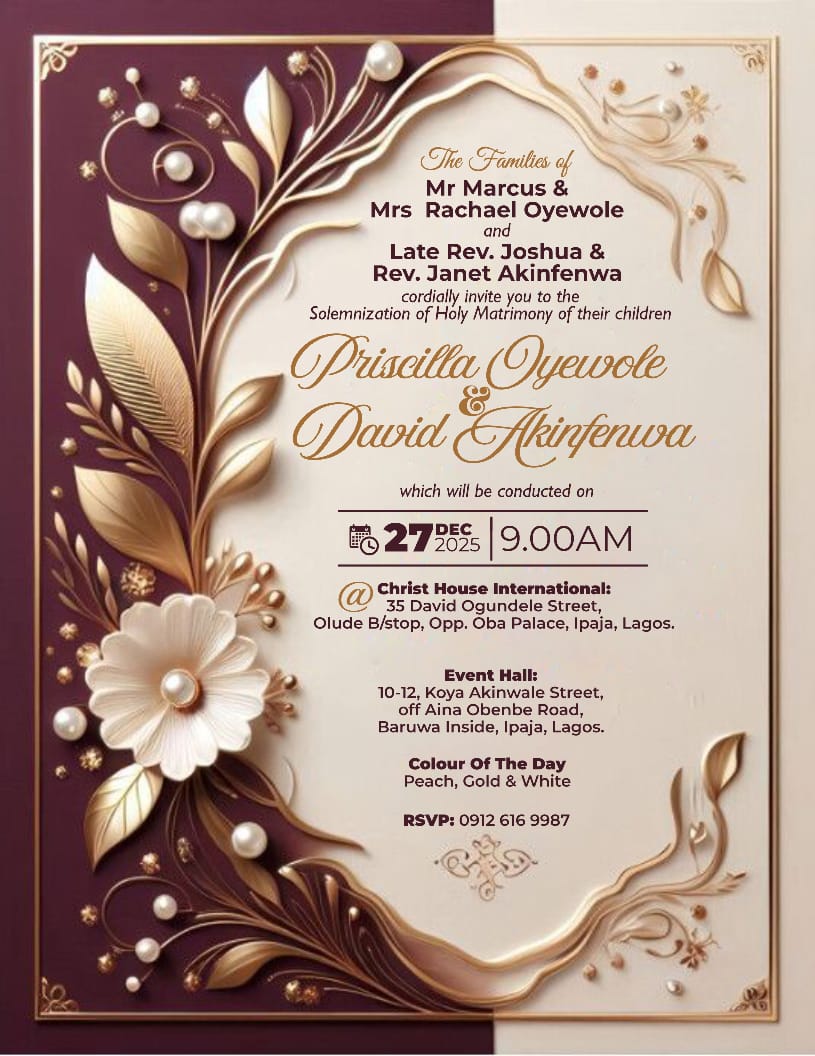 The Families of
Mr Marcus &
Mrs Rachael Oyewole
and
Late Rev. Joshua &
Rev. Janet Akinfenwa
cordially invite you to the
Solemnization of Holy Matrimony of their children
Priscilla Oyewole
&
David Akinfenwa
which will be conducted on
27 DEC 2025 | 9.00AM
@ Christ House International:
35 David Ogundele Street,
Olude B/stop, Opp. Oba Palace, Ipaja, Lagos.
Event Hall:
10-12, Koya Akinwale Street,
off Aina Obenbe Road,
Baruwa Inside, Ipaja, Lagos.
Colour Of The Day
Peach, Gold & White
RSVP: 0912 616 9987